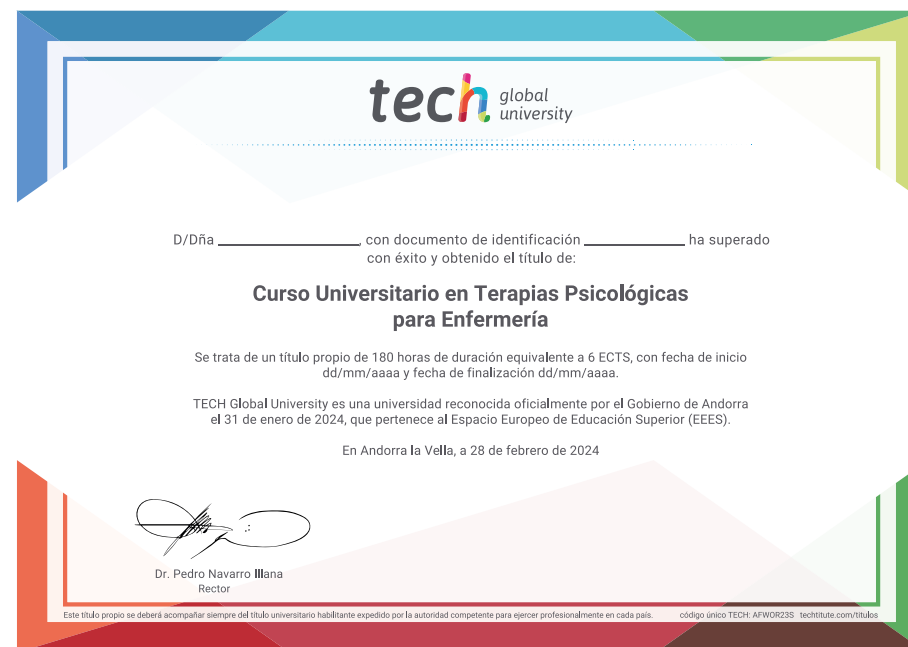 tech global university
D/Dña ____________________, con documento de identificación ______________ ha superado
con éxito y obtenido el título de:
Curso Universitario en Terapias Psicológicas
para Enfermería
Se trata de un título propio de 180 horas de duración equivalente a 6 ECTS, con fecha de inicio
dd/mm/aaaa y fecha de finalización dd/mm/aaaa.
TECH Global University es una universidad reconocida oficialmente por el Gobierno de Andorra
el 31 de enero de 2024, que pertenece al Espacio Europeo de Educación Superior (EEES).
En Andorra la Vella, a 28 de febrero de 2024
Dr. Pedro Navarro Illana
Rector
Este título propio se deberá acompañar siempre del título universitario habilitante expedido por la autoridad competente para ejercer profesionalmente en cada país. código único TECH: AFWOR23S techtitute.com/titulos